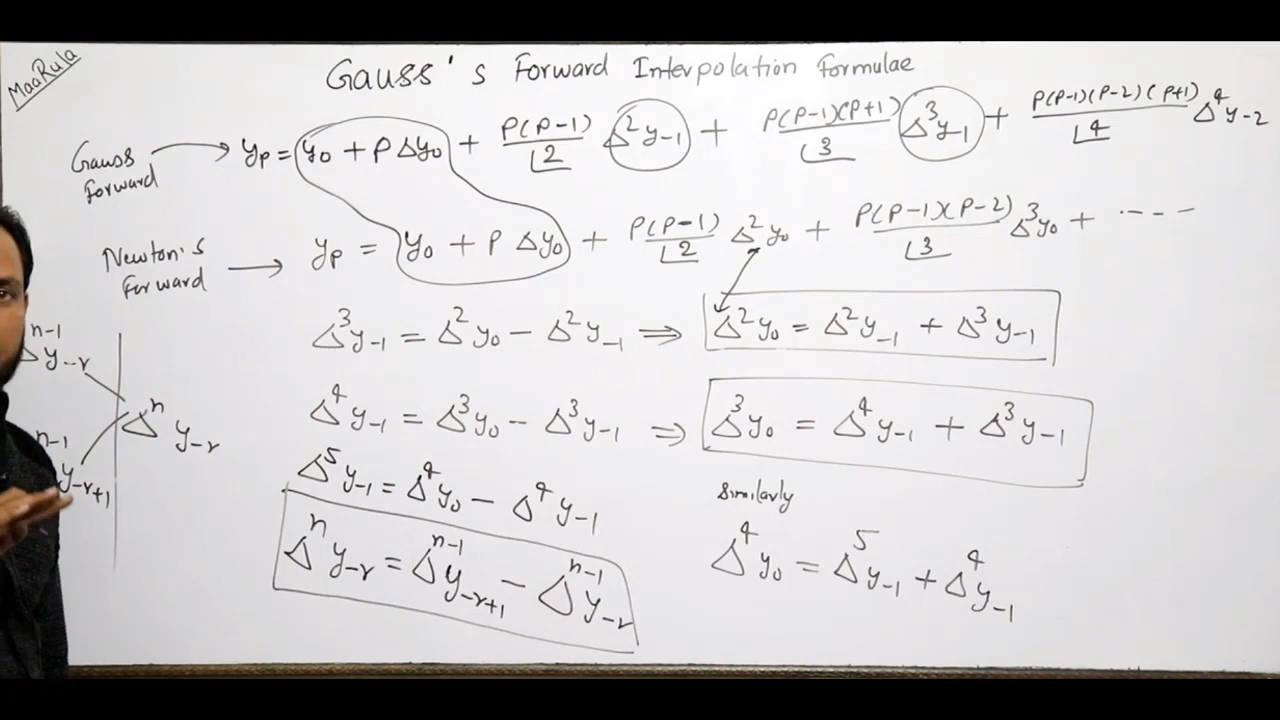 MaaRula
Gauss's Forward Interpolation Formulae
Gauss Forward → yₚ = y₀ + pΔy₀ + P(P-1)/⌊2 Δ²y₋₁ + P(P-1)(P+1)/⌊3 Δ³y₋₁ + P(P-1)(P-2)(P+1)/⌊4 Δ⁴y₋₂
Newton's Forward → yₚ = y₀ + P Δy₀ + P(P-1)/⌊2 Δ²y₀ + P(P-1)(P-2)/⌊3 Δ³y₀ + ----
Δ³y₋₁ = Δ²y₀ - Δ²y₋₁ ⇒ Δ²y₀ = Δ²y₋₁ + Δ³y₋₁
Δ⁴y₋₁ = Δ³y₀ - Δ³y₋₁ ⇒ Δ³y₀ = Δ⁴y₋₁ + Δ³y₋₁
Δ⁵y₋₁ = Δ⁴y₀ - Δ⁴y₋₁
Δⁿy₋ᵣ = Δⁿ⁻¹y₋ᵣ₊₁ - Δⁿ⁻¹y₋ᵣ
Similarly
Δ⁴y₀ = Δ⁵y₋₁ + Δ⁴y₋₁
Δⁿ⁻¹y₋ᵣ
Δⁿy₋ᵣ
ⁿ⁻¹y₋ᵣ₊₁